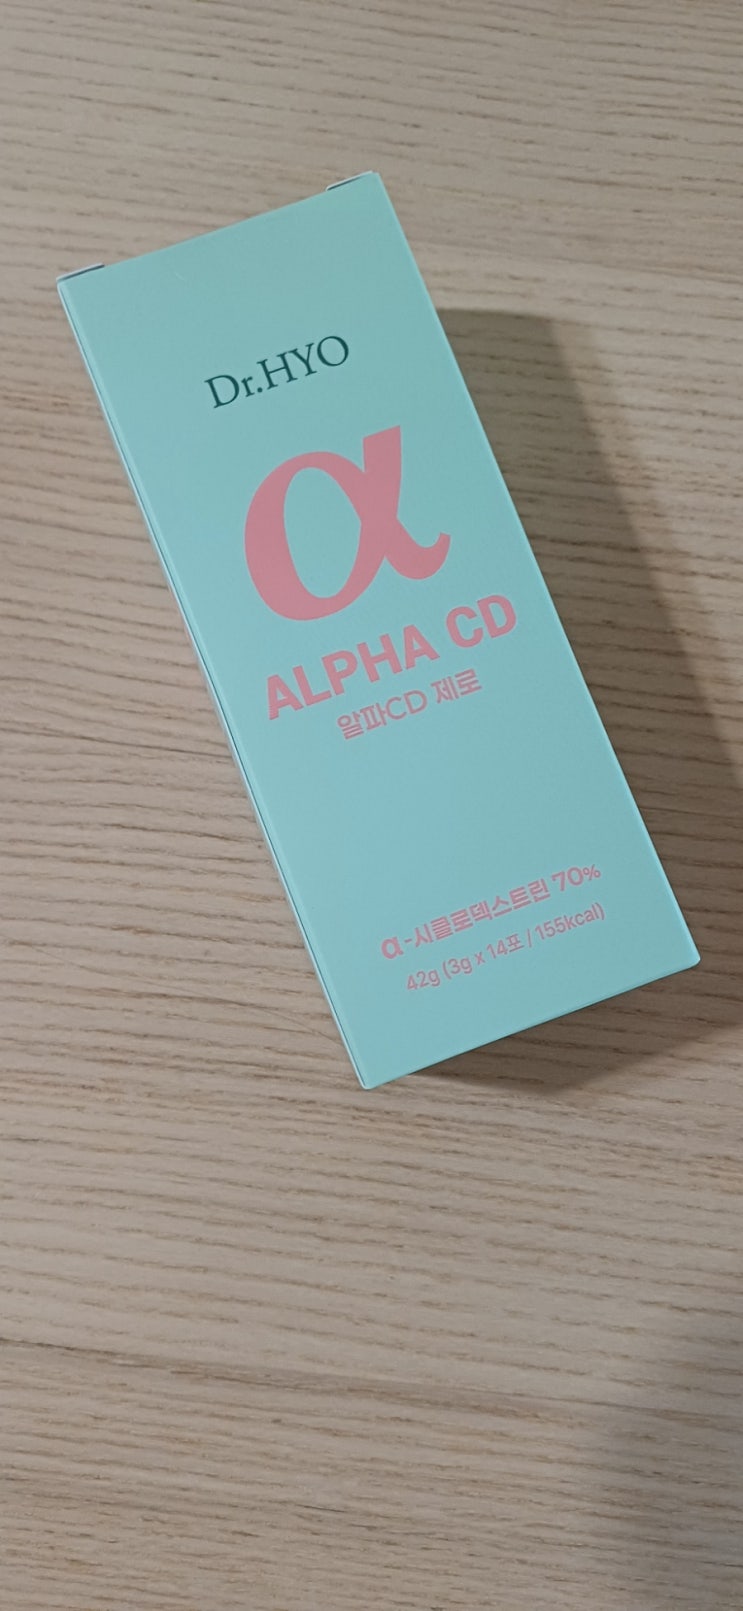 Dr.HYO
α
ALPHA CD
알파CD 제로
α-시클로덱스트린 70%
42g (3g x 14포 / 155kcal)